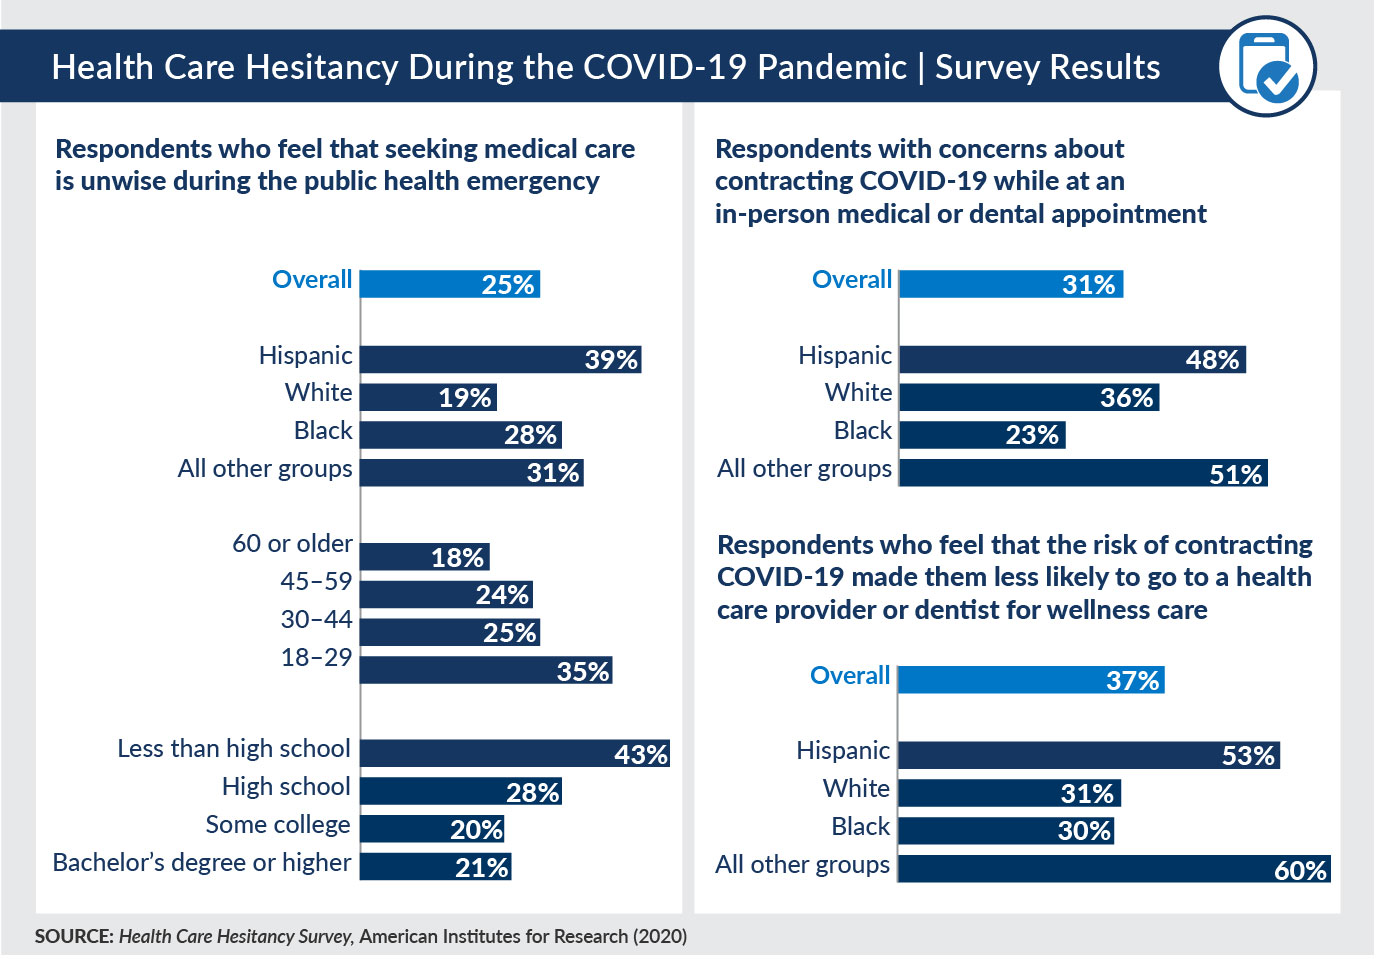 Health Care Hesitancy During the COVID-19 Pandemic | Survey Results
Respondents who feel that seeking medical care
is unwise during the public health emergency
Overall 25%
Hispanic 39%
White 19%
Black 28%
All other groups 31%
60 or older 18%
45–59 24%
30–44 25%
18–29 35%
Less than high school 43%
High school 28%
Some college 20%
Bachelor’s degree or higher 21%
Respondents with concerns about
contracting COVID-19 while at an
in-person medical or dental appointment
Overall 31%
Hispanic 48%
White 36%
Black 23%
All other groups 51%
Respondents who feel that the risk of contracting
COVID-19 made them less likely to go to a health
care provider or dentist for wellness care
Overall 37%
Hispanic 53%
White 31%
Black 30%
All other groups 60%
SOURCE: Health Care Hesitancy Survey, American Institutes for Research (2020)